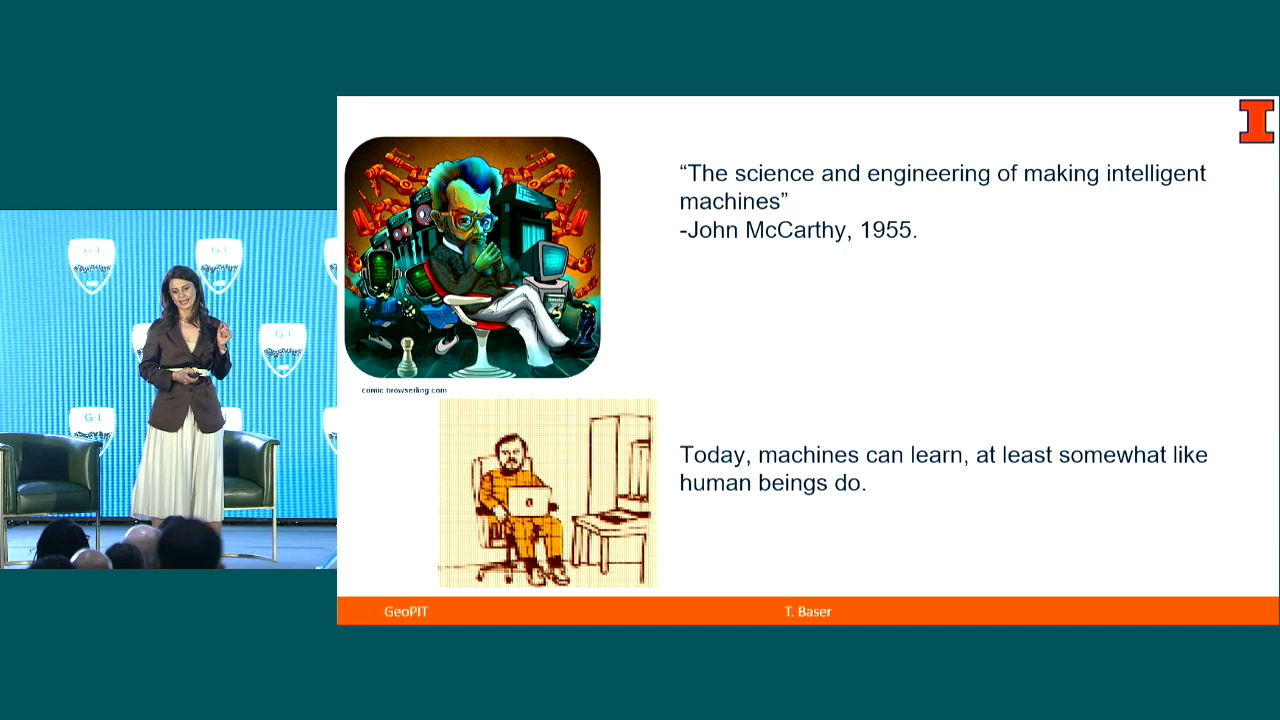 “The science and engineering of making intelligent
machines”
-John McCarthy, 1955.
comic browserling com
Today, machines can learn, at least somewhat like
human beings do.
GeoPIT
T. Baser
G-I
G-I
G-I
G-I